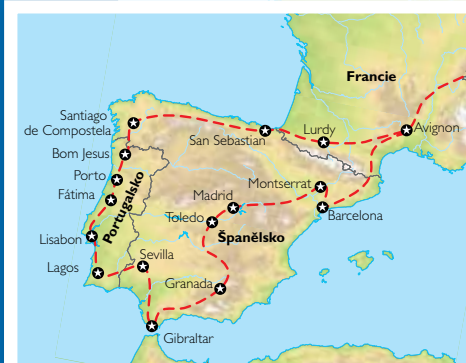 Francie
Santiago
de Compostela
San Sebastian
Lurdy
Avignon
Bom Jesus
Porto
Fátima
Portugalsko
Montserrat
Madrid
Toledo
Barcelona
Španělsko
Lisabon
Lagos
Sevilla
Granada
Gibraltar